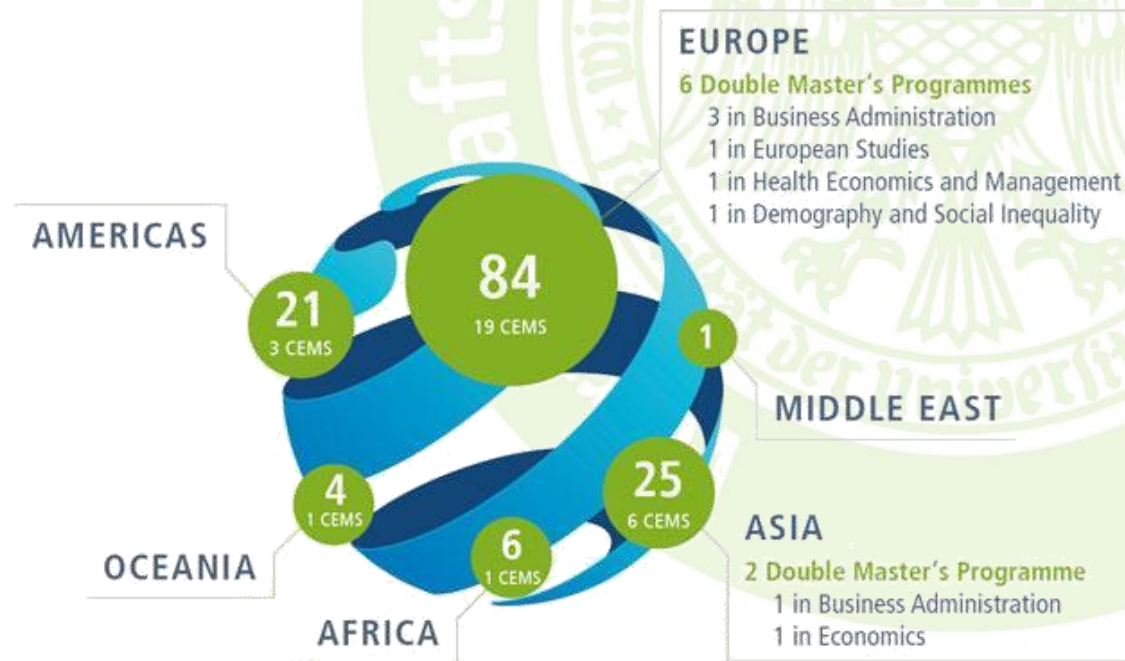 EUROPE
6 Double Master's Programmes
3 in Business Administration
1 in European Studies
1 in Health Economics and Management
1 in Demography and Social Inequality
AMERICAS
21
3 CEMS
84
19 CEMS
1
MIDDLE EAST
4
1 CEMS
OCEANIA
6
1 CEMS
AFRICA
25
6 CEMS
ASIA
2 Double Master's Programme
1 in Business Administration
1 in Economics
der Universit